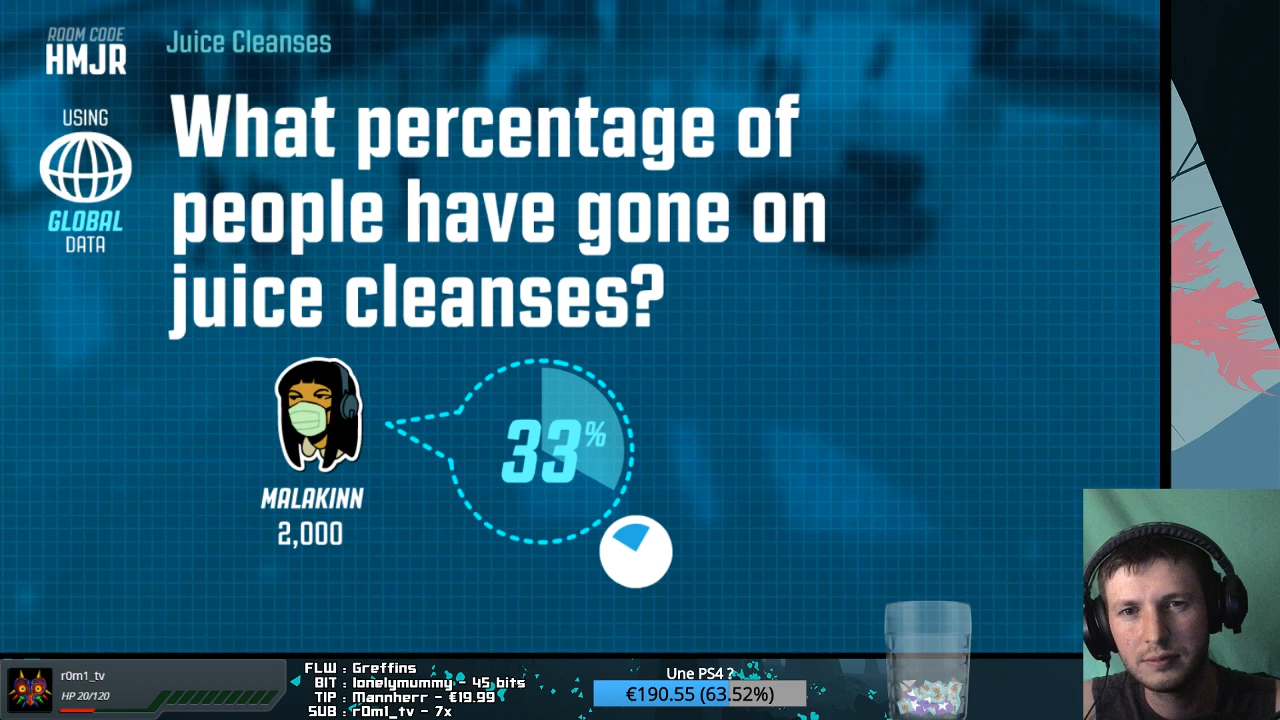 ROOM CODE
HMJR
Juice Cleanses
USING
GLOBAL
DATA
What percentage of
people have gone on
juice cleanses?
33%
MALAKINN
2,000
r0m1_tv
HP 20/120
FLW : Greffins
BIT : lonelymummy - 45 bits
TIP : Mannherr - €19.99
SUB : r0m1_tv - 7x
Une PS4 ?
€190.55 (63.52%)